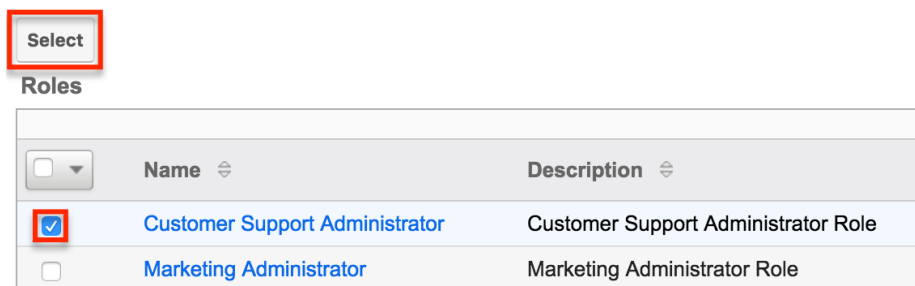 Select
Roles
Name Description
Customer Support Administrator Customer Support Administrator Role
Marketing Administrator Marketing Administrator Role